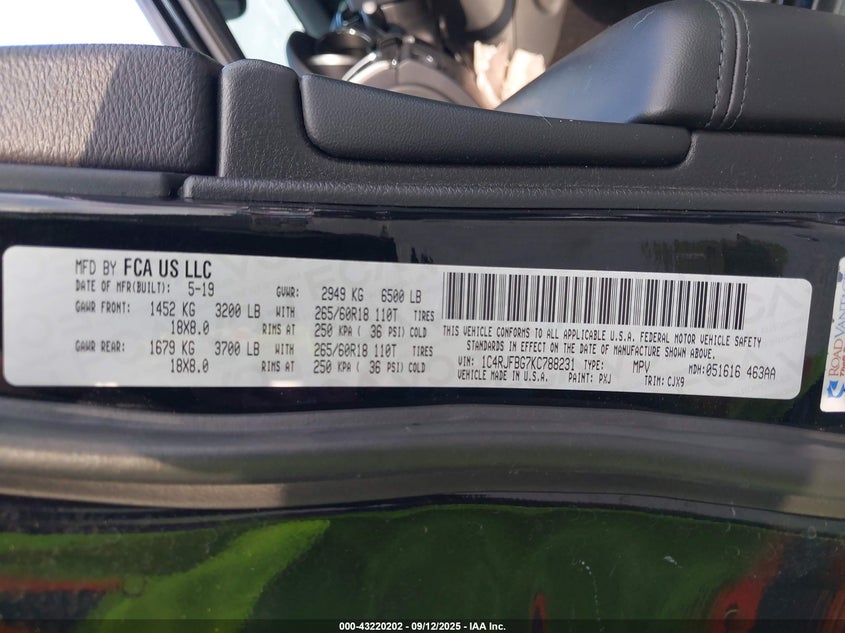 MFD BY FCA US LLC
DATE OF MFR(BUILT): 5-19 GVWR: 2949 KG 6500 LB
GAWR FRONT: 1452 KG 3200 LB WITH 265/60R18 110T TIRES
18X8.0 RIMS AT 250 KPA ( 36 PSI) COLD
GAWR REAR: 1679 KG 3700 LB WITH 265/60R18 110T TIRES
18X8.0 RIMS AT 250 KPA ( 36 PSI) COLD
THIS VEHICLE CONFORMS TO ALL APPLICABLE U.S.A. FEDERAL MOTOR VEHICLE SAFETY
STANDARDS IN EFFECT ON THE DATE OF MANUFACTURE SHOWN ABOVE.
VIN: 1C4RJFBG7KC788231 TYPE: MPV MDH: 051616 463AA
VEHICLE MADE IN U.S.A. PAINT: PXJ TRIM: CJX9
000-43220202 - 09/12/2025 - IAA Inc.